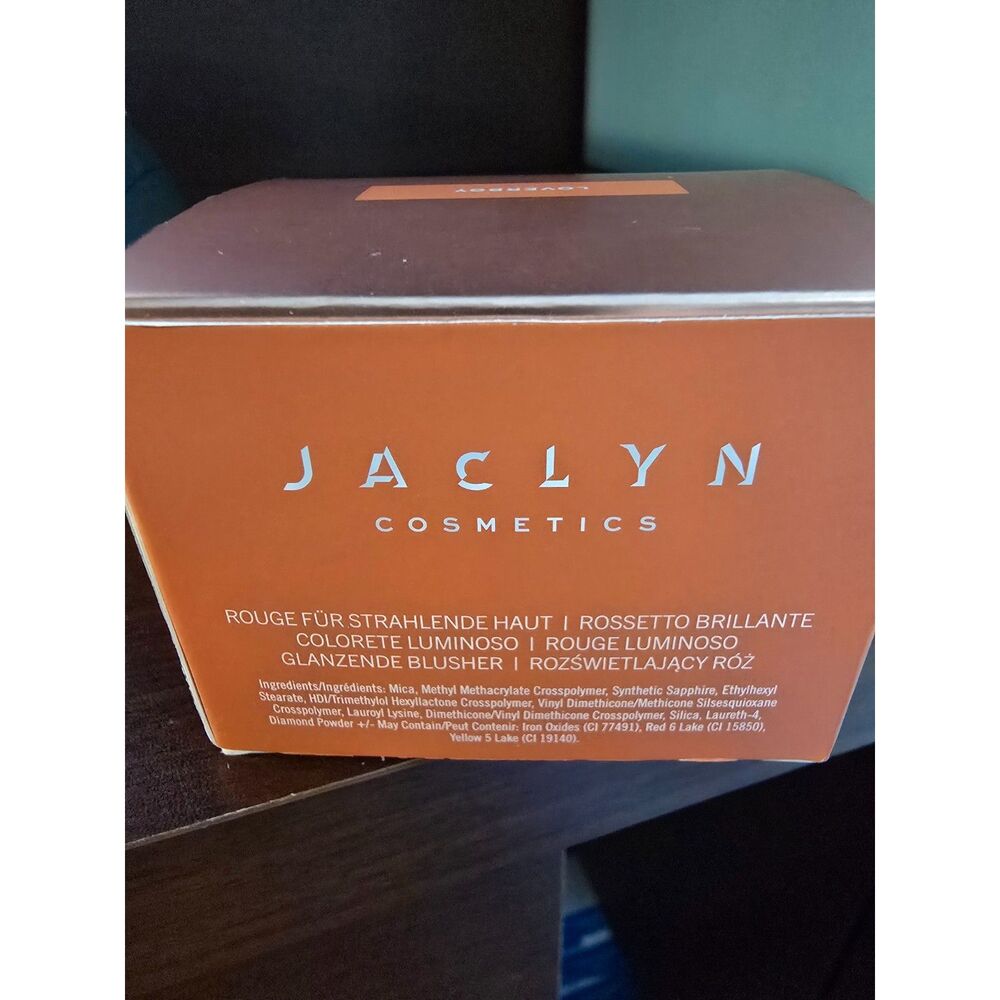 LOVERBOY
JACLYN
COSMETICS
ROUGE FÜR STRAHLENDE HAUT | ROSSETTO BRILLANTE
COLORETE LUMINOSO | ROUGE LUMINOSO
GLANZENDE BLUSHER | ROZŚWIETLAJĄCY RÓŻ
Ingredients/Ingrédients: Mica, Methyl Methacrylate Crosspolymer, Synthetic Sapphire, Ethylhexyl
Stearate, HDI/Trimethylol Hexyllactone Crosspolymer, Vinyl Dimethicone/Methicone Silsesquioxane
Crosspolymer, Lauroyl Lysine, Dimethicone/Vinyl Dimethicone Crosspolymer, Silica, Laureth-4,
Diamond Powder +/- May Contain/Peut Contenir: Iron Oxides (CI 77491), Red 6 Lake (CI 15850),
Yellow 5 Lake (CI 19140).